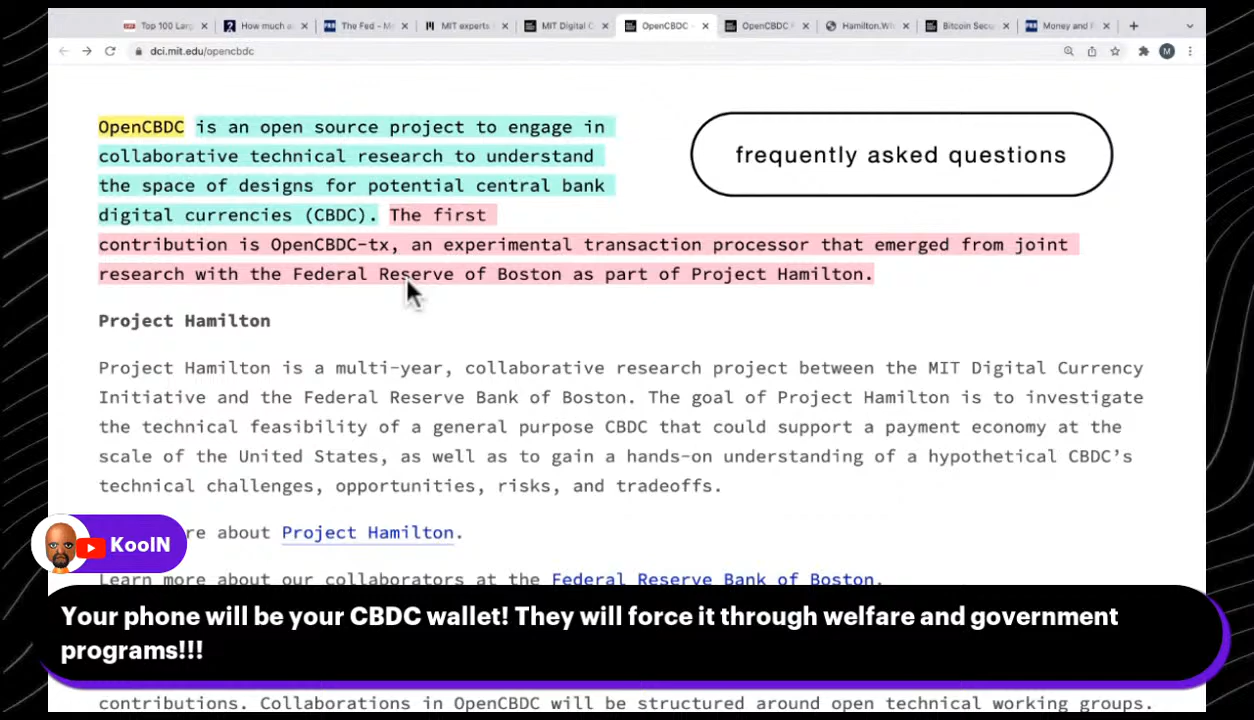 Top 100 Larg
How much a
The Fed - Mo
MIT experts
MIT Digital C
OpenCBDC -
OpenCBDC
Hamilton.Wh
Bitcoin Secu
Money and
dci.mit.edu/opencbdc
M
OpenCBDC is an open source project to engage in
collaborative technical research to understand
the space of designs for potential central bank
digital currencies (CBDC). The first
contribution is OpenCBDC-tx, an experimental transaction processor that emerged from joint
research with the Federal Reserve of Boston as part of Project Hamilton.
frequently asked questions
Project Hamilton
Project Hamilton is a multi-year, collaborative research project between the MIT Digital Currency
Initiative and the Federal Reserve Bank of Boston. The goal of Project Hamilton is to investigate
the technical feasibility of a general purpose CBDC that could support a payment economy at the
scale of the United States, as well as to gain a hands-on understanding of a hypothetical CBDC's
technical challenges, opportunities, risks, and tradeoffs.
re about Project Hamilton.
KoolN
Learn more about our collaborators at the Federal Reserve Bank of Boston.
Your phone will be your CBDC wallet! They will force it through welfare and government
programs!!!
contributions. Collaborations in OpenCBDC will be structured around open technical working groups.